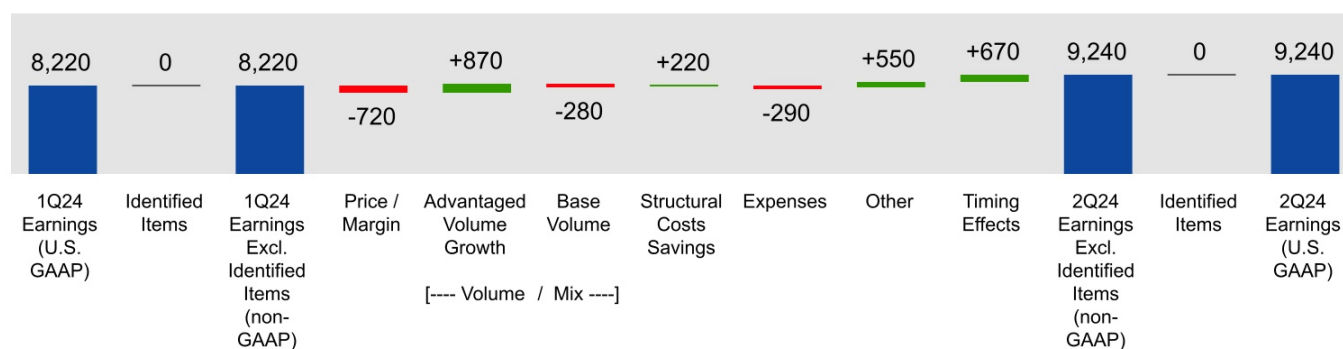 8,220
0
8,220
-720
+870
-280
+220
-290
+550
+670
9,240
0
9,240
1Q24
Earnings
(U.S.
GAAP)
Identified
Items
1Q24
Earnings
Excl.
Identified
Items
(non-
GAAP)
Price /
Margin
Advantaged
Volume
Growth
Base
Volume
[---- Volume / Mix ----]
Structural
Costs
Savings
Expenses
Other
Timing
Effects
2Q24
Earnings
Excl.
Identified
Items
(non-
GAAP)
Identified
Items
2Q24
Earnings
(U.S.
GAAP)